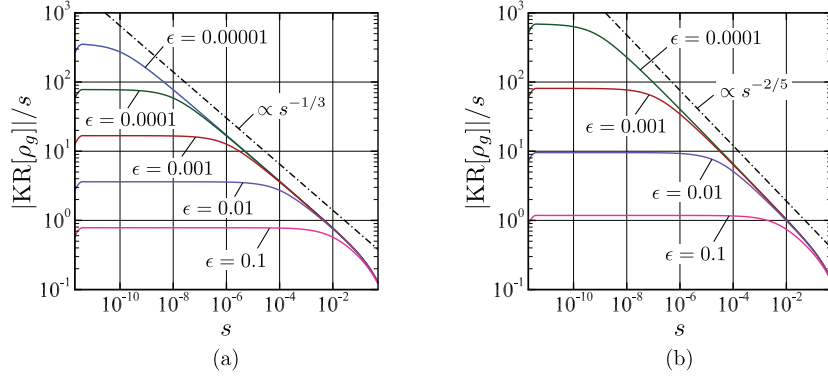 10^3
10^2
10^1
10^0
10^{-1}
|KR[ρ_g]|/s
ϵ = 0.00001
∝ s^{-1/3}
ϵ = 0.0001
ϵ = 0.001
ϵ = 0.01
ϵ = 0.1
10^{-10} 10^{-8} 10^{-6} 10^{-4} 10^{-2}
s
(a)
10^3
10^2
10^1
10^0
10^{-1}
|KR[ρ_g]|/s
ϵ = 0.0001
∝ s^{-2/5}
ϵ = 0.001
ϵ = 0.01
ϵ = 0.1
10^{-10} 10^{-8} 10^{-6} 10^{-4} 10^{-2}
s
(b)